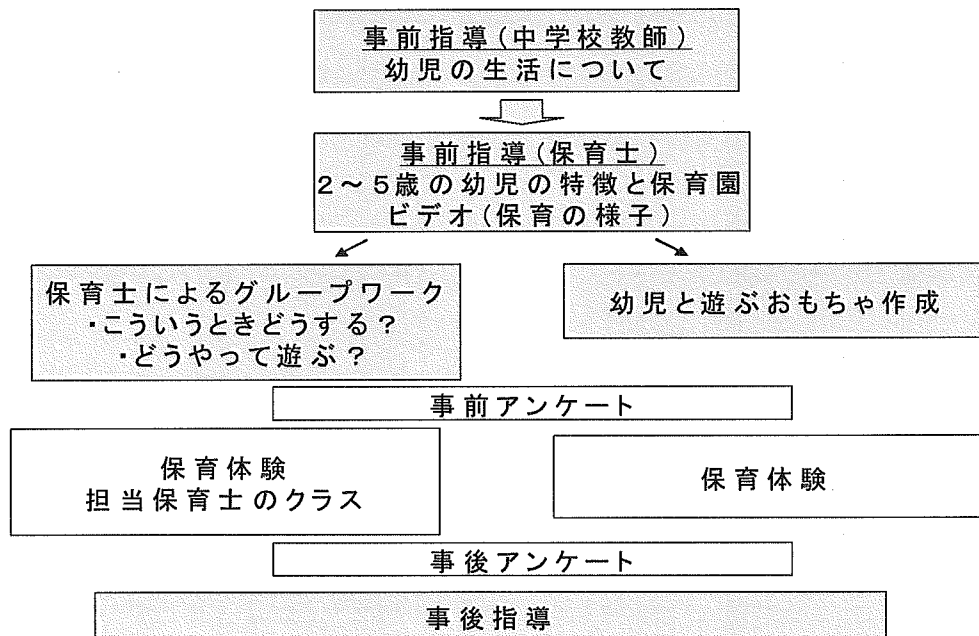 事前指導(中学校教師)
幼児の生活について
事前指導(保育士)
2～5歳の幼児の特徴と保育園
ビデオ(保育の様子)
保育士によるグループワーク
・こういうときどうする?
・どうやって遊ぶ?
幼児と遊ぶおもちゃ作成
事前アンケート
保育体験
担当保育士のクラス
保育体験
事後アンケート
事後指導